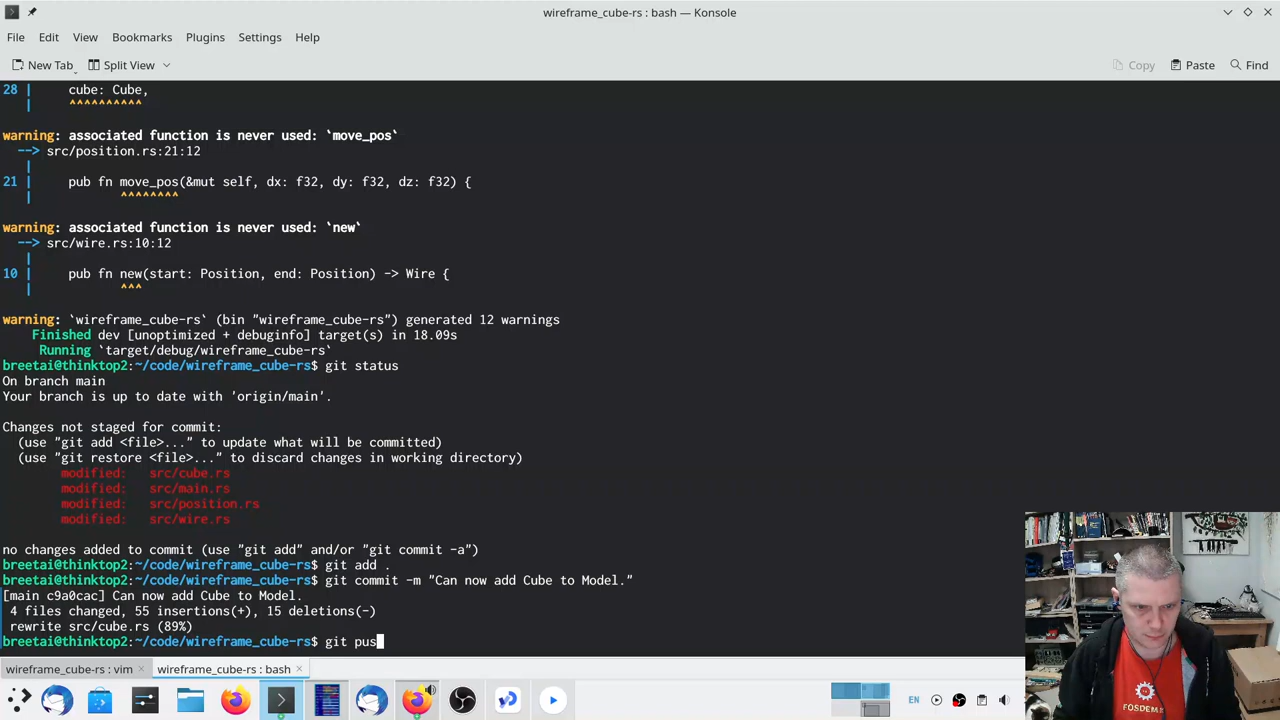 wireframe_cube-rs : bash — Konsole
File Edit View Bookmarks Plugins Settings Help
New Tab Split View Copy Paste Find
28 | cube: Cube,
| ^^^^^^^^^^
warning: associated function is never used: `move_pos`
--> src/position.rs:21:12
|
21 | pub fn move_pos(&mut self, dx: f32, dy: f32, dz: f32) {
| ^^^^^^^^
warning: associated function is never used: `new`
--> src/wire.rs:10:12
|
10 | pub fn new(start: Position, end: Position) -> Wire {
| ^^^
warning: `wireframe_cube-rs` (bin "wireframe_cube-rs") generated 12 warnings
Finished dev [unoptimized + debuginfo] target(s) in 18.09s
Running `target/debug/wireframe_cube-rs`
breetai@thinktop2:~/code/wireframe_cube-rs$ git status
On branch main
Your branch is up to date with 'origin/main'.
Changes not staged for commit:
(use "git add <file>..." to update what will be committed)
(use "git restore <file>..." to discard changes in working directory)
modified: src/cube.rs
modified: src/main.rs
modified: src/position.rs
modified: src/wire.rs
no changes added to commit (use "git add" and/or "git commit -a")
breetai@thinktop2:~/code/wireframe_cube-rs$ git add .
breetai@thinktop2:~/code/wireframe_cube-rs$ git commit -m "Can now add Cube to Model."
[main c9a0cac] Can now add Cube to Model.
4 files changed, 55 insertions(+), 15 deletions(-)
rewrite src/cube.rs (89%)
breetai@thinktop2:~/code/wireframe_cube-rs$ git pus
wireframe_cube-rs : vim wireframe_cube-rs : bash
EN
FOSDEM